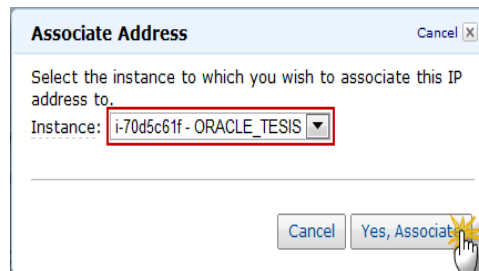 Associate Address
Cancel X
Select the instance to which you wish to associate this IP
address to.
Instance: i-70d5c61f - ORACLE_TESIS
Cancel
Yes, Associate